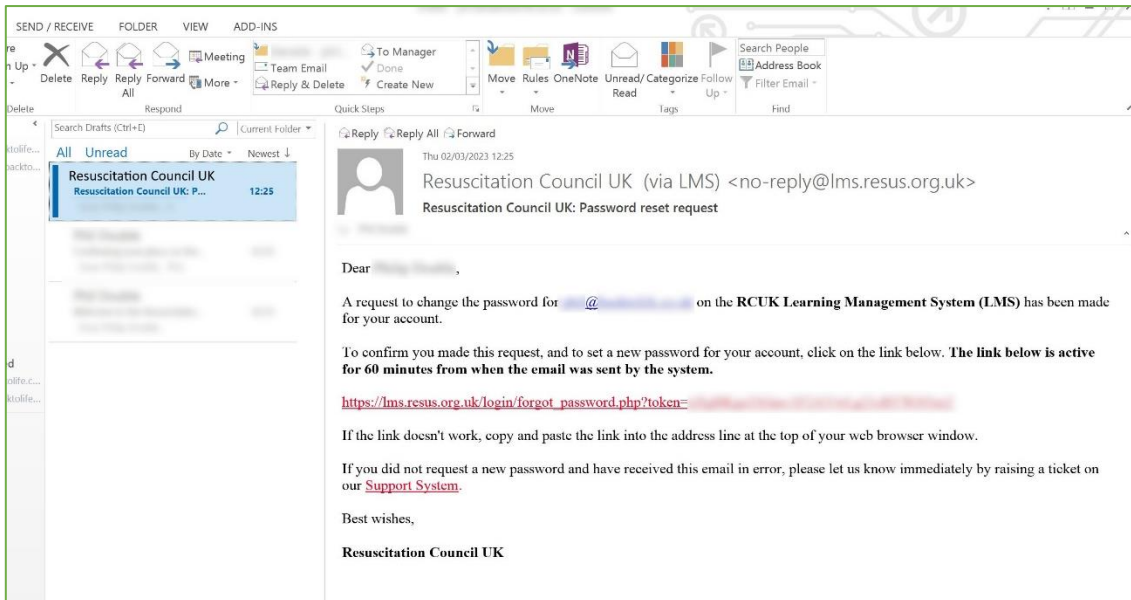 SEND / RECEIVE FOLDER VIEW ADD-INS
Delete Reply Reply All Forward Meeting More
Team Email Reply & Delete To Manager Done Create New
Move Rules OneNote Unread/ Read Categorize Follow Up
Search People Address Book Filter Email
Delete Respond Quick Steps Move Tags Find
Search Drafts (Ctrl+E) Current Folder
All Unread By Date Newest ↓
Resuscitation Council UK
Resuscitation Council UK: P... 12:25
Reply Reply All Forward
Thu 02/03/2023 12:25
Resuscitation Council UK (via LMS) <no-reply@lms.resus.org.uk>
Resuscitation Council UK: Password reset request
Dear ,
A request to change the password for @ on the RCUK Learning Management System (LMS) has been made
for your account.
To confirm you made this request, and to set a new password for your account, click on the link below. The link below is active
for 60 minutes from when the email was sent by the system.
https://lms.resus.org.uk/login/forgot_password.php?token=
If the link doesn't work, copy and paste the link into the address line at the top of your web browser window.
If you did not request a new password and have received this email in error, please let us know immediately by raising a ticket on
our Support System.
Best wishes,
Resuscitation Council UK